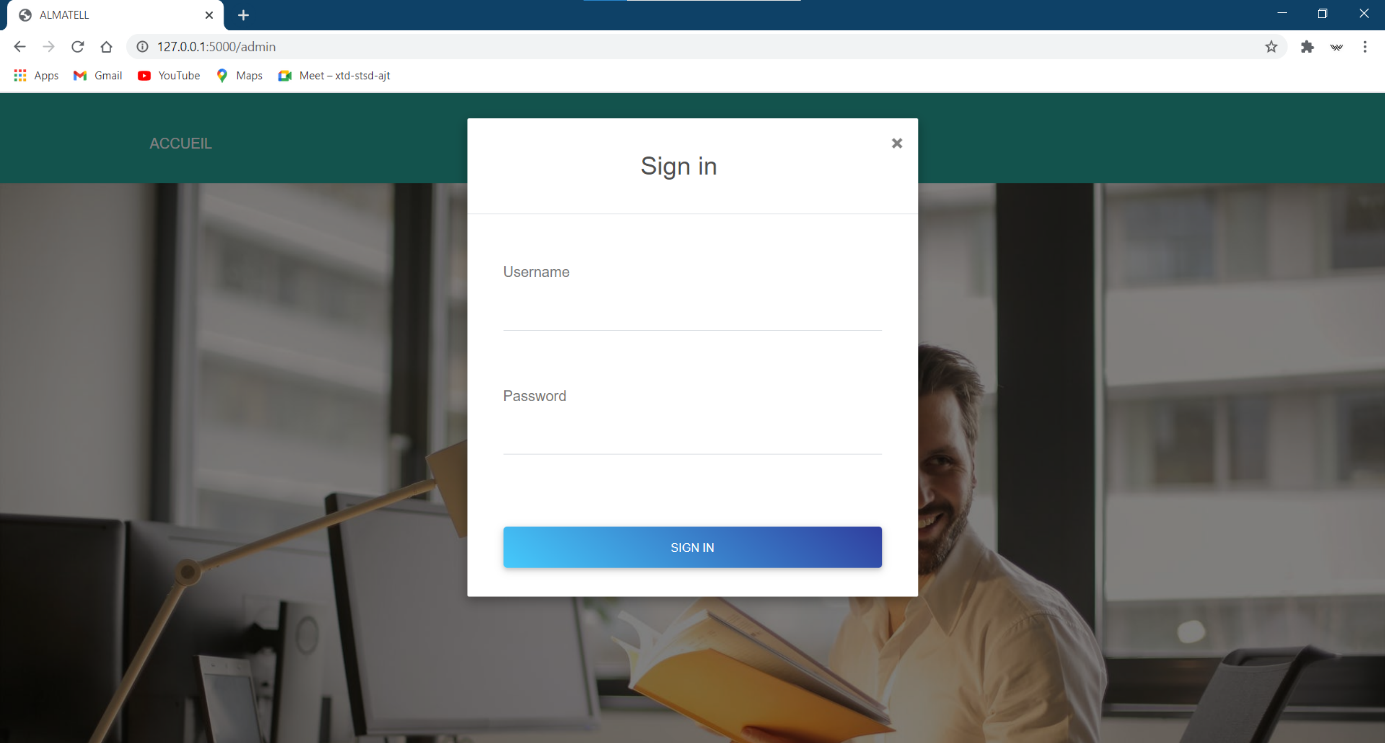 ALMATELL
127.0.0.1:5000/admin
Apps Gmail YouTube Maps Meet – xtd-stsd-ajt
ACCUEIL
Sign in
Username
Password
SIGN IN